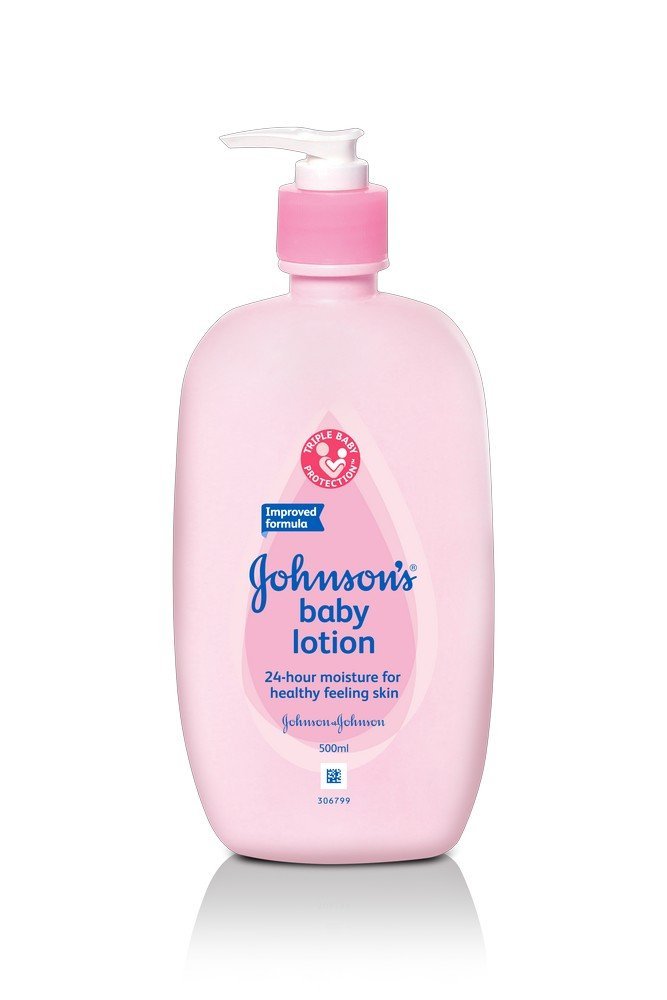 TRIPLE BABY
PROTECTION™
Improved
formula
Johnson's®
baby
lotion
24-hour moisture for
healthy feeling skin
Johnson & Johnson
500ml
306799